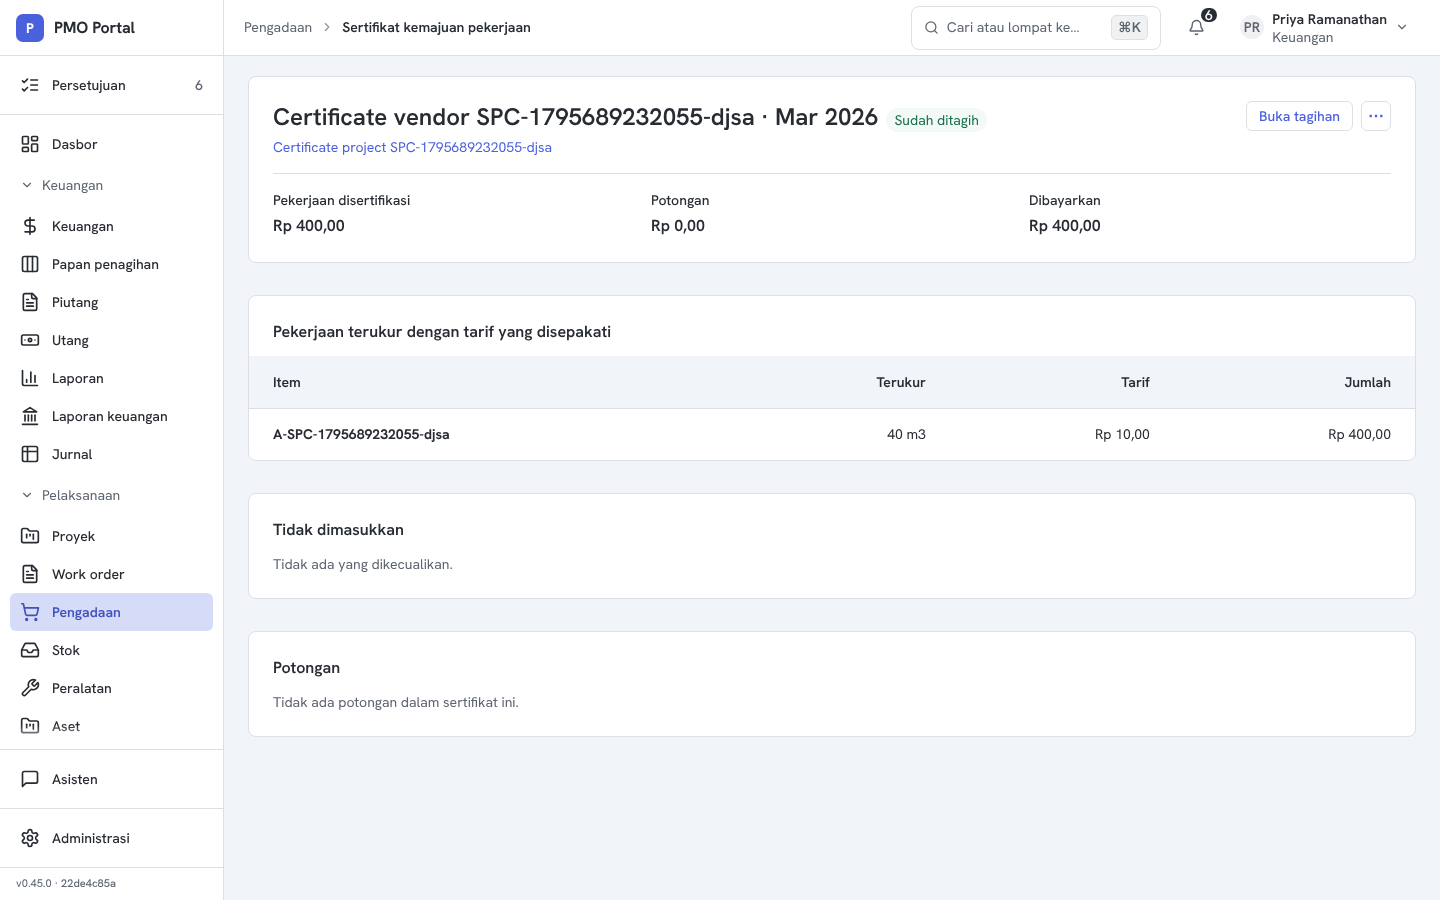 P PMO Portal
Pengadaan > Sertifikat kemajuan pekerjaan
Cari atau lompat ke... ⌘K
6
PR Priya Ramanathan
Keuangan
Persetujuan 6
Dasbor
Keuangan
Keuangan
Papan penagihan
Piutang
Utang
Laporan
Laporan keuangan
Jurnal
Pelaksanaan
Proyek
Work order
Pengadaan
Stok
Peralatan
Aset
Asisten
Administrasi
v0.45.0 · 22de4c85a
Certificate vendor SPC-1795689232055-djsa · Mar 2026 Sudah ditagih
Buka tagihan
Certificate project SPC-1795689232055-djsa
Pekerjaan disertifikasi Potongan Dibayarkan
Rp 400,00 Rp 0,00 Rp 400,00
Pekerjaan terukur dengan tarif yang disepakati
Item Terukur Tarif Jumlah
A-SPC-1795689232055-djsa 40 m3 Rp 10,00 Rp 400,00
Tidak dimasukkan
Tidak ada yang dikecualikan.
Potongan
Tidak ada potongan dalam sertifikat ini.